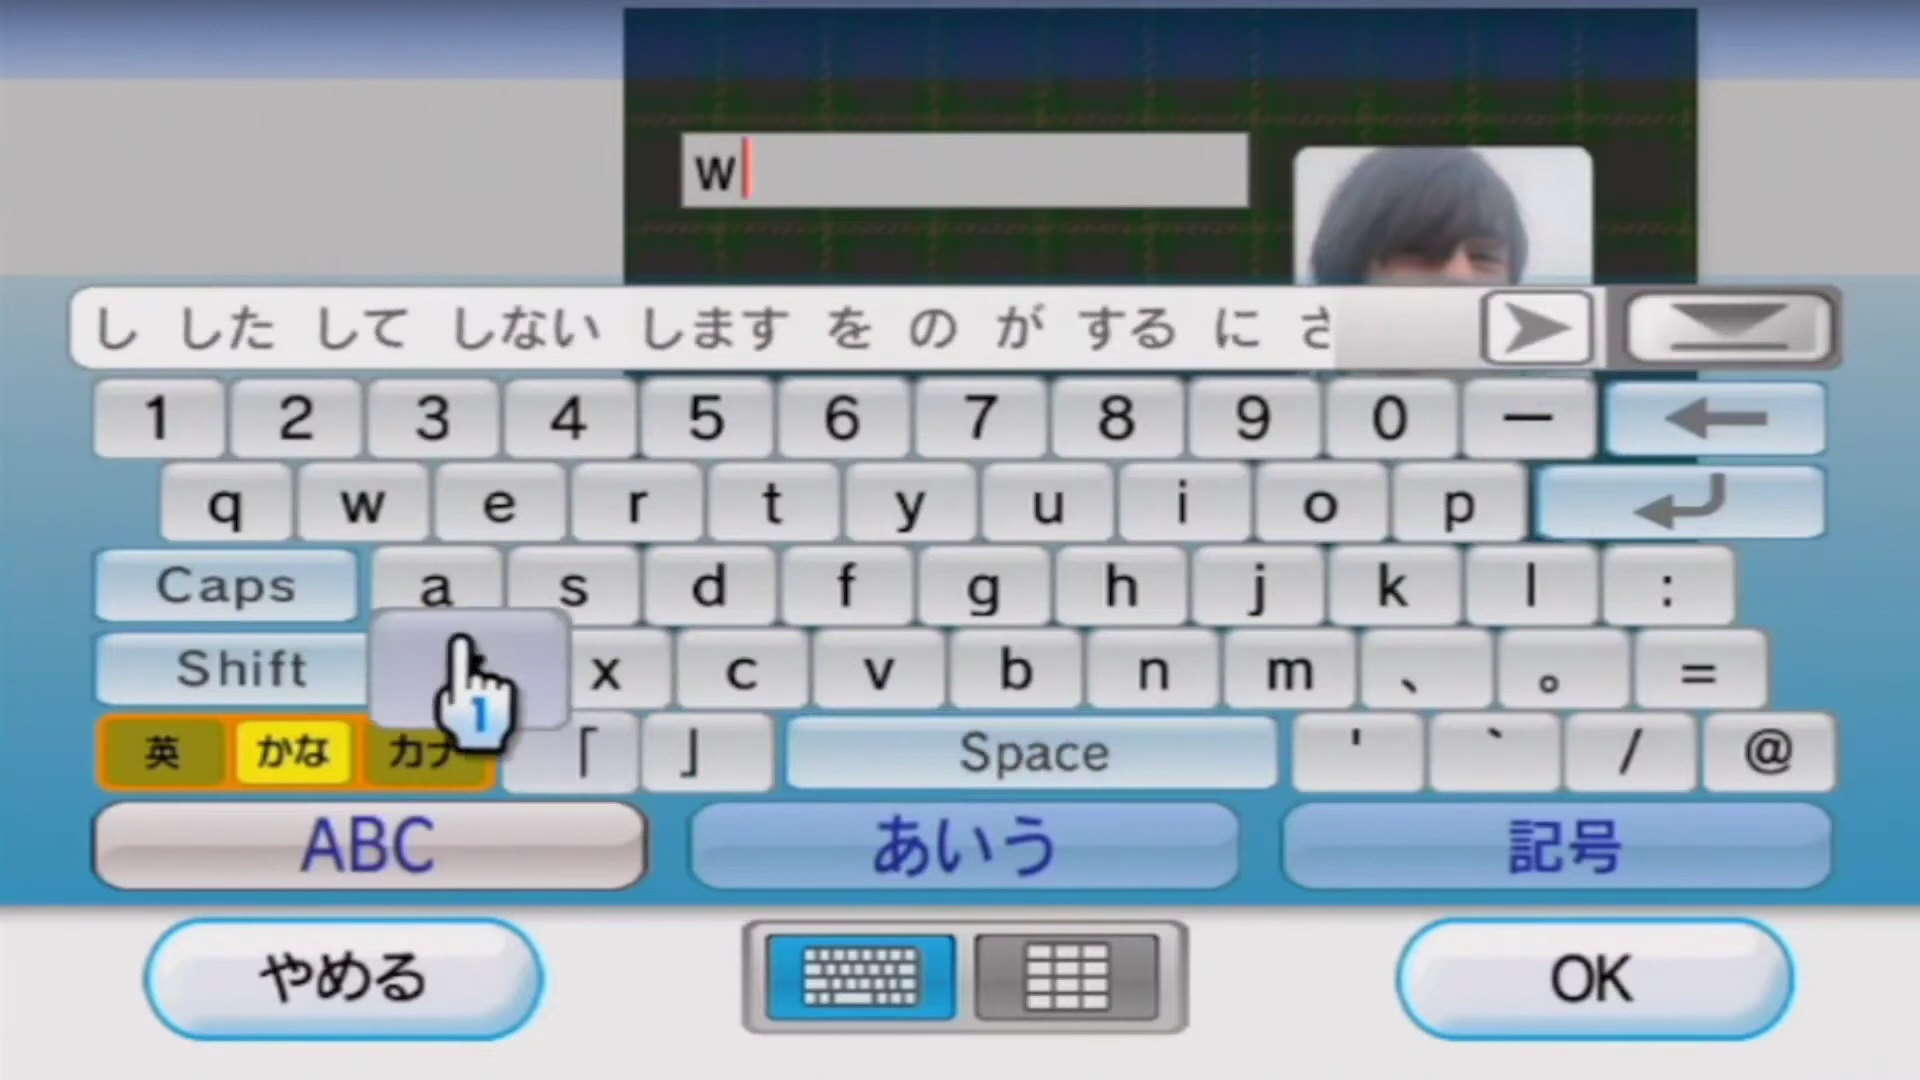 w
し した して しない します を の が する に さ
1 2 3 4 5 6 7 8 9 0 ー
q w e r t y u i o p
Caps a s d f g h j k l :
Shift x c v b n m 、 。 =
英 かな カナ 「 」 Space ' ` / @
ABC あいう 記号
やめる OK
1